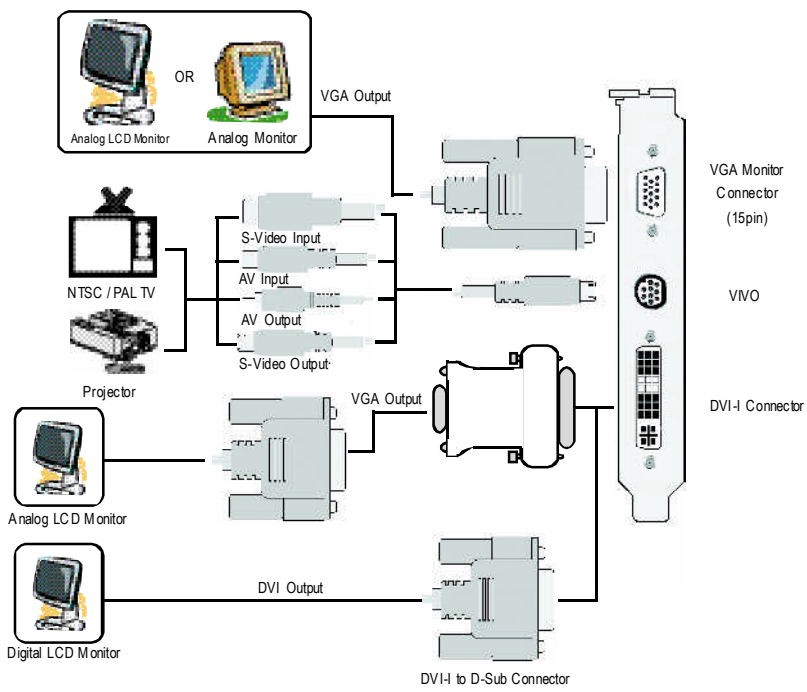 OR
Analog LCD Monitor
Analog Monitor
VGA Output
VGA Monitor
Connector
(15pin)
S-Video Input
AV Input
AV Output
S-Video Output
NTSC / PAL TV
Projector
VIVO
VGA Output
DVI-I Connector
Analog LCD Monitor
DVI Output
Digital LCD Monitor
DVI-I to D-Sub Connector